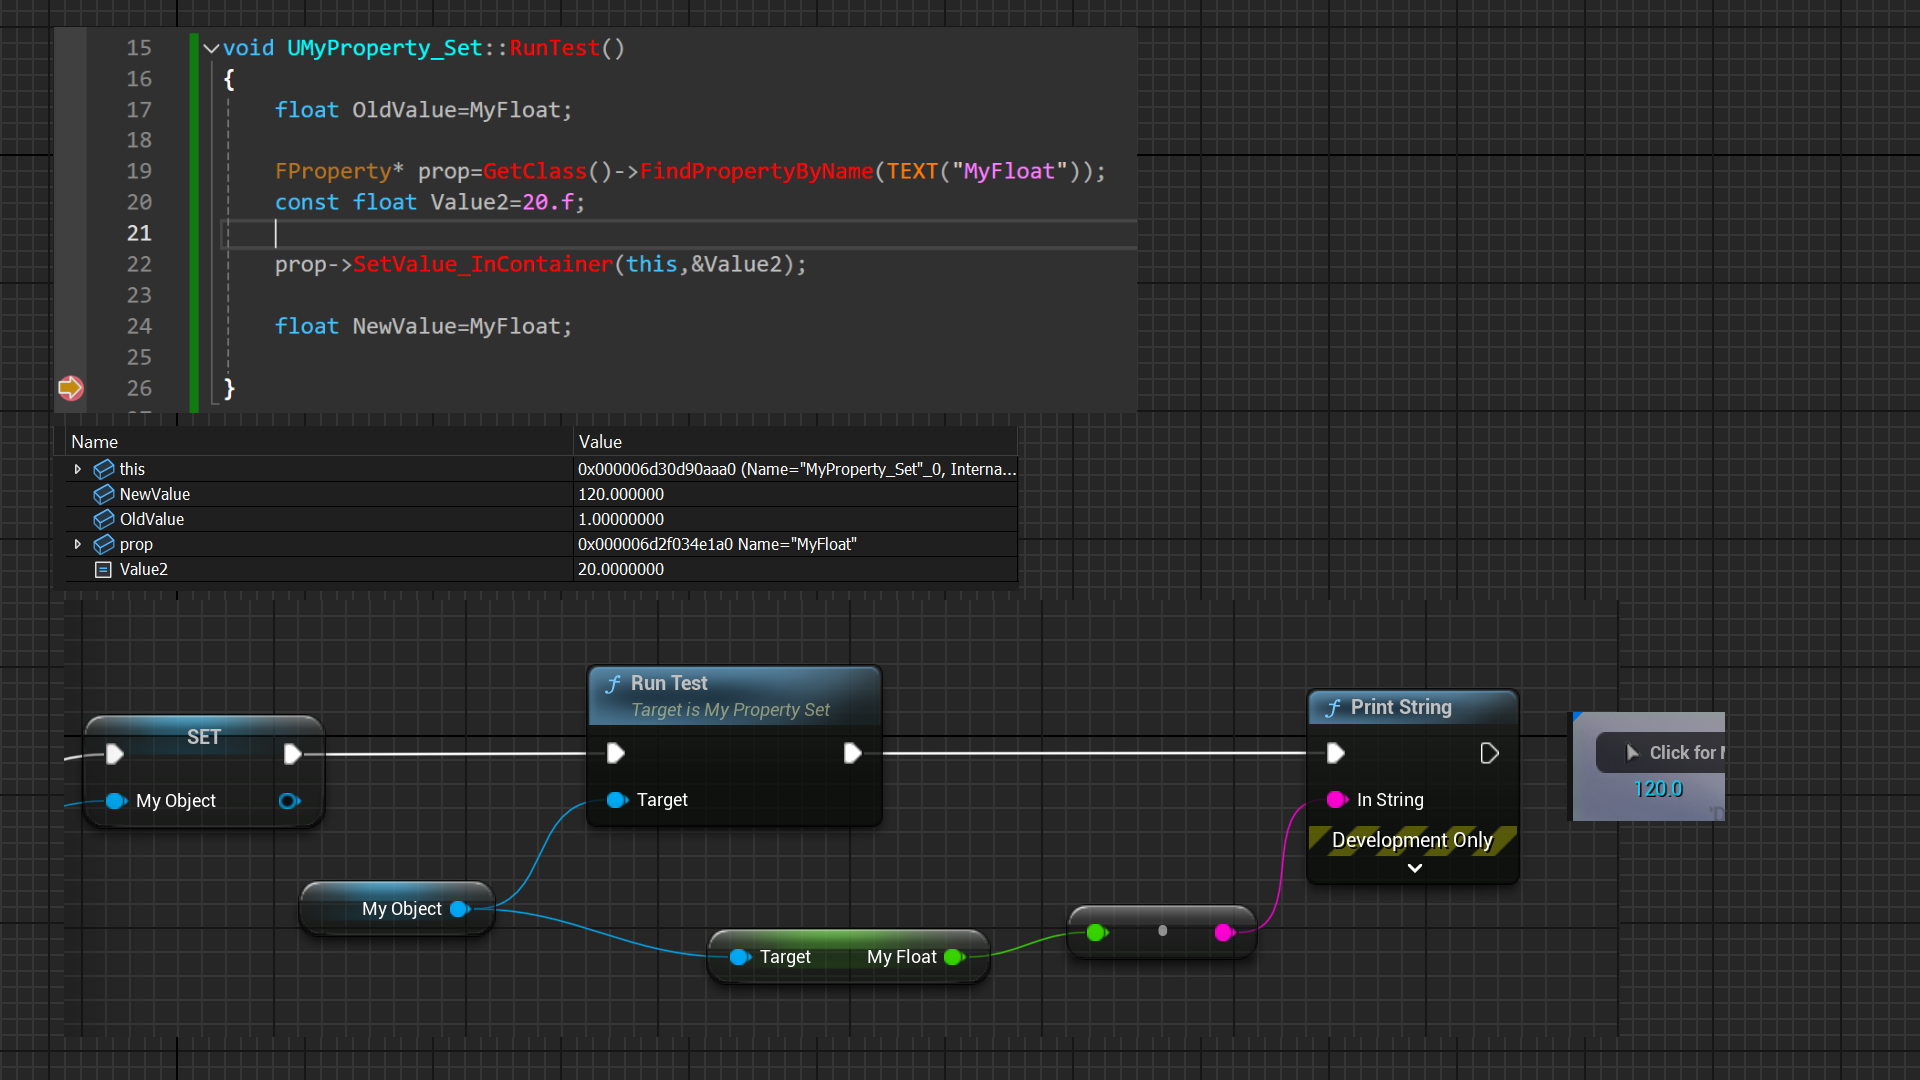 15 void UMyProperty_Set::RunTest()
16 {
17 float OldValue=MyFloat;
18
19 FProperty* prop=GetClass()->FindPropertyByName(TEXT("MyFloat"));
20 const float Value2=20.f;
21
22 prop->SetValue_InContainer(this,&Value2);
23
24 float NewValue=MyFloat;
25
26 }
Name Value
this 0x000006d30d90aaa0 (Name="MyProperty_Set"_0, Interna...
NewValue 120.000000
OldValue 1.00000000
prop 0x000006d2f034e1a0 Name="MyFloat"
Value2 20.0000000
f Run Test
Target is My Property Set
f Print String
SET
Click for
My Object
Target
In String
120.0
Development Only
My Object
Target My Float